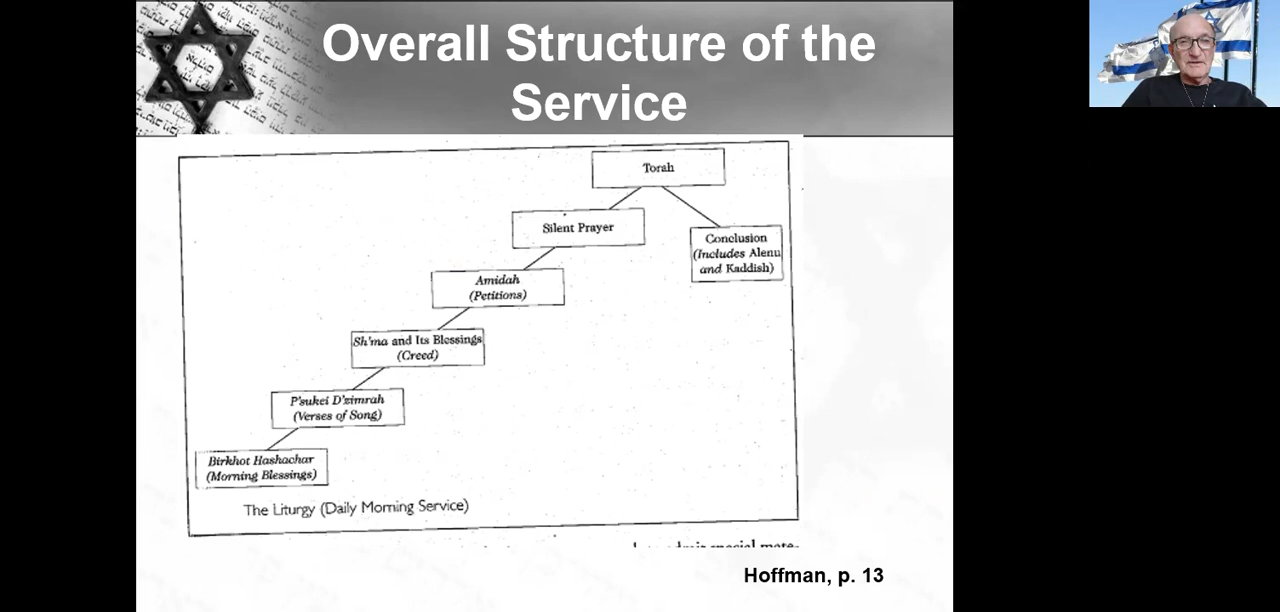 Overall Structure of the
Service
Torah
Silent Prayer
Conclusion
(Includes Alenu
and Kaddish)
Amidah
(Petitions)
Sh'ma and Its Blessings
(Creed)
P'sukei D'zimrah
(Verses of Song)
Birkhot Hashachar
(Morning Blessings)
The Liturgy (Daily Morning Service)
Hoffman, p. 13